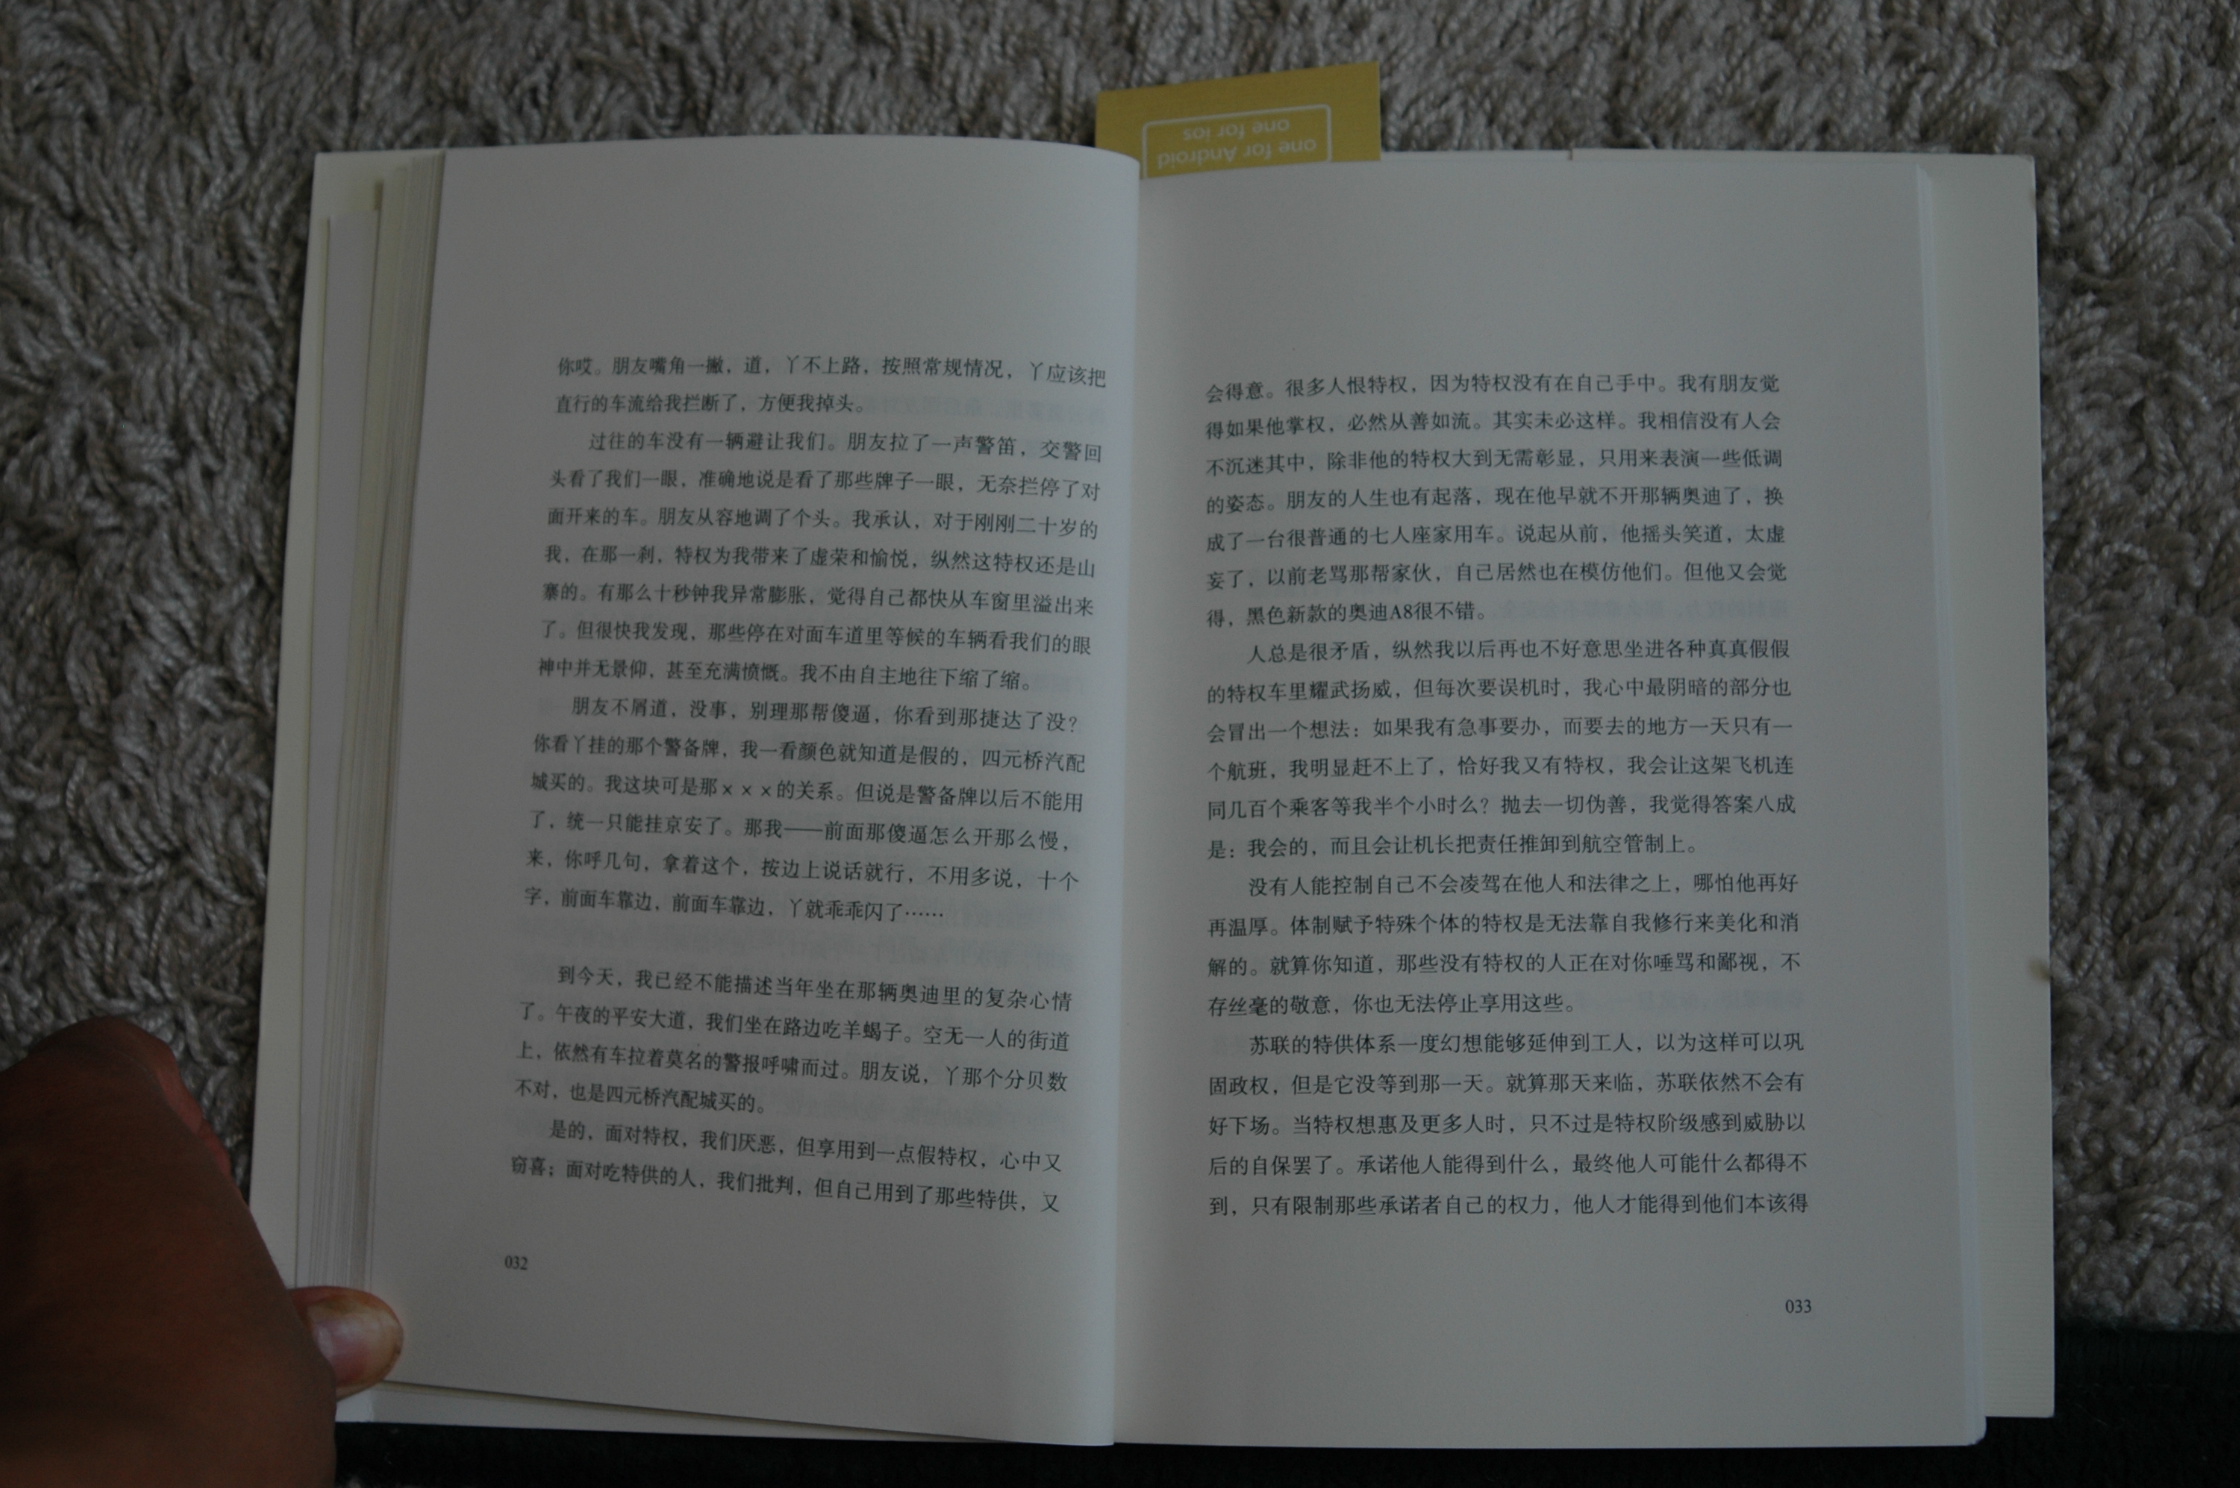 one for Android
one for ios
你哎。朋友嘴角一撇，道，丫不上路，按照常规情况，丫应该把
直行的车流给我拦断了，方便我掉头。
过往的车没有一辆避让我们。朋友拉了一声警笛，交警回
头看了我们一眼，准确地说是看了那些牌子一眼，无奈拦停了对
面开来的车。朋友从容地调了个头。我承认，对于刚刚二十岁的
我，在那一刹，特权为我带来了虚荣和愉悦，纵然这特权还是山
寨的。有那么十秒钟我异常膨胀，觉得自己都快从车窗里溢出来
了。但很快我发现，那些停在对面车道里等候的车辆看我们的眼
神中并无景仰，甚至充满愤慨。我不由自主地往下缩了缩。
朋友不屑道，没事，别理那帮傻逼，你看到那捷达了没？
你看丫挂的那个警备牌，我一看颜色就知道是假的，四元桥汽配
城买的。我这块可是那×××的关系。但说是警备牌以后不能用
了，统一只能挂京安了。那我——前面那傻逼怎么开那么慢，
来，你呼几句，拿着这个，按边上说话就行，不用多说，十个
字，前面车靠边，前面车靠边，丫就乖乖闪了……
到今天，我已经不能描述当年坐在那辆奥迪里的复杂心情
了。午夜的平安大道，我们坐在路边吃羊蝎子。空无一人的街道
上，依然有车拉着莫名的警报呼啸而过。朋友说，丫那个分贝数
不对，也是四元桥汽配城买的。
是的，面对特权，我们厌恶，但享用到一点假特权，心中又
窃喜；面对吃特供的人，我们批判，但自己用到了那些特供，又
032
会得意。很多人恨特权，因为特权没有在自己手中。我有朋友觉
得如果他掌权，必然从善如流。其实未必这样。我相信没有人会
不沉迷其中，除非他的特权大到无需彰显，只用来表演一些低调
的姿态。朋友的人生也有起落，现在他早就不开那辆奥迪了，换
成了一台很普通的七人座家用车。说起从前，他摇头笑道，太虚
妄了，以前老骂那帮家伙，自己居然也在模仿他们。但他又会觉
得，黑色新款的奥迪A8很不错。
人总是很矛盾，纵然我以后再也不好意思坐进各种真真假假
的特权车里耀武扬威，但每次要误机时，我心中最阴暗的部分也
会冒出一个想法：如果我有急事要办，而要去的地方一天只有一
个航班，我明显赶不上了，恰好我又有特权，我会让这架飞机连
同几百个乘客等我半个小时么？抛去一切伪善，我觉得答案八成
是：我会的，而且会让机长把责任推卸到航空管制上。
没有人能控制自己不会凌驾在他人和法律之上，哪怕他再好
再温厚。体制赋予特殊个体的特权是无法靠自我修行来美化和消
解的。就算你知道，那些没有特权的人正在对你唾骂和鄙视，不
存丝毫的敬意，你也无法停止享用这些。
苏联的特供体系一度幻想能够延伸到工人，以为这样可以巩
固政权，但是它没等到那一天。就算那天来临，苏联依然不会有
好下场。当特权想惠及更多人时，只不过是特权阶级感到威胁以
后的自保罢了。承诺他人能得到什么，最终他人可能什么都得不
到，只有限制那些承诺者自己的权力，他人才能得到他们本该得
033